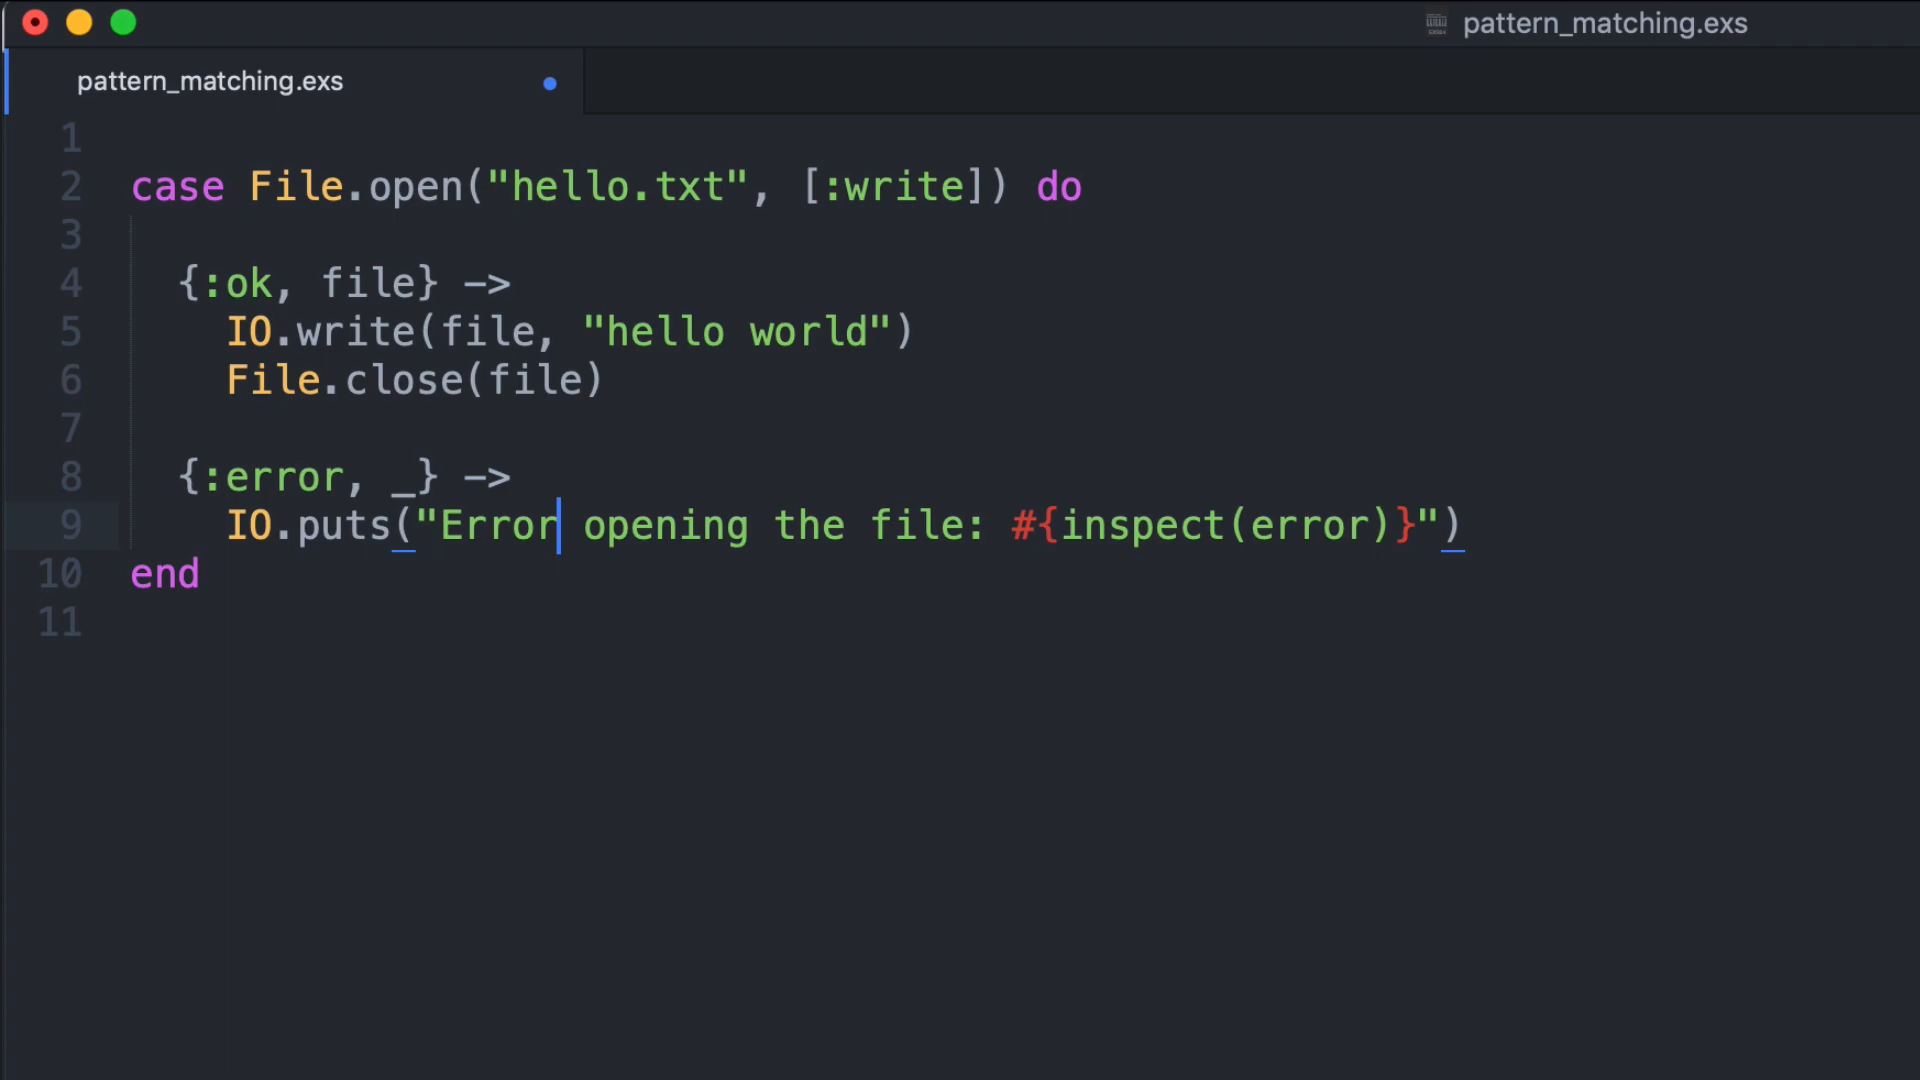 pattern_matching.exs
pattern_matching.exs
1
2 case File.open("hello.txt", [:write]) do
3
4 {:ok, file} ->
5 IO.write(file, "hello world")
6 File.close(file)
7
8 {:error, _} ->
9 IO.puts("Error opening the file: #{inspect(error)}")
10 end
11